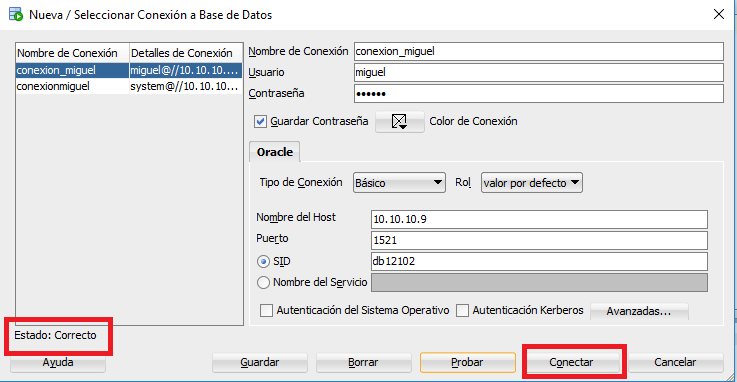 Nueva / Seleccionar Conexión a Base de Datos
Nombre de Conexión Detalles de Conexión
conexion_miguel miguel@//10.10.10....
conexionmiguel system@//10.10.10...
Nombre de Conexión conexion_miguel
Usuario miguel
Contraseña ••••••
Guardar Contraseña Color de Conexión
Oracle
Tipo de Conexión Básico Rol valor por defecto
Nombre del Host 10.10.10.9
Puerto 1521
SID db12102
Nombre del Servicio
Autenticación del Sistema Operativo Autenticación Kerberos Avanzadas...
Estado: Correcto
Ayuda Guardar Borrar Probar Conectar Cancelar